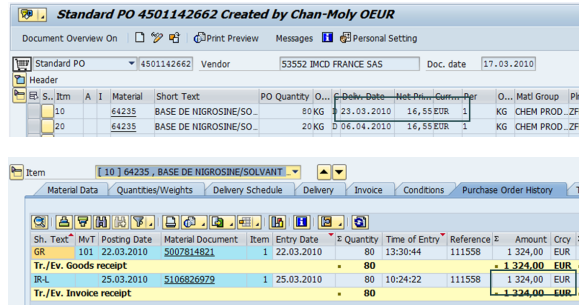 Standard PO 4501142662 Created by Chan-Moly OEUR
Document Overview On Print Preview Messages Personal Setting
Standard PO 4501142662 Vendor 53552 IMCD FRANCE SAS Doc. date 17.03.2010
Header
S.. Itm A I Material Short Text PO Quantity O... C Deliv. Date Net Pri... Curr... Per O... Matl Group
10 64235 BASE DE NIGROSINE/SO... 80 KG D 23.03.2010 16,55 EUR 1 KG CHEM PROD...
20 64235 BASE DE NIGROSINE/SO... 20 KG D 06.04.2010 16,55 EUR 1 KG CHEM PROD...
Item [ 10 ] 64235 , BASE DE NIGROSINE/SOLVANT ...
Material Data Quantities/Weights Delivery Schedule Delivery Invoice Conditions Purchase Order History
Sh. Text MvT Posting Date Material Document Item Entry Date Σ Quantity Time of Entry Reference Σ Amount Crcy Σ
GR 101 22.03.2010 5007814821 1 22.03.2010 80 13:30:44 111558 1 324,00 EUR
Tr./Ev. Goods receipt 80 1 324,00 EUR
IR-L 25.03.2010 5106826979 1 25.03.2010 80 10:24:22 111558 1 324,00 EUR
Tr./Ev. Invoice receipt 80 1 324,00 EUR